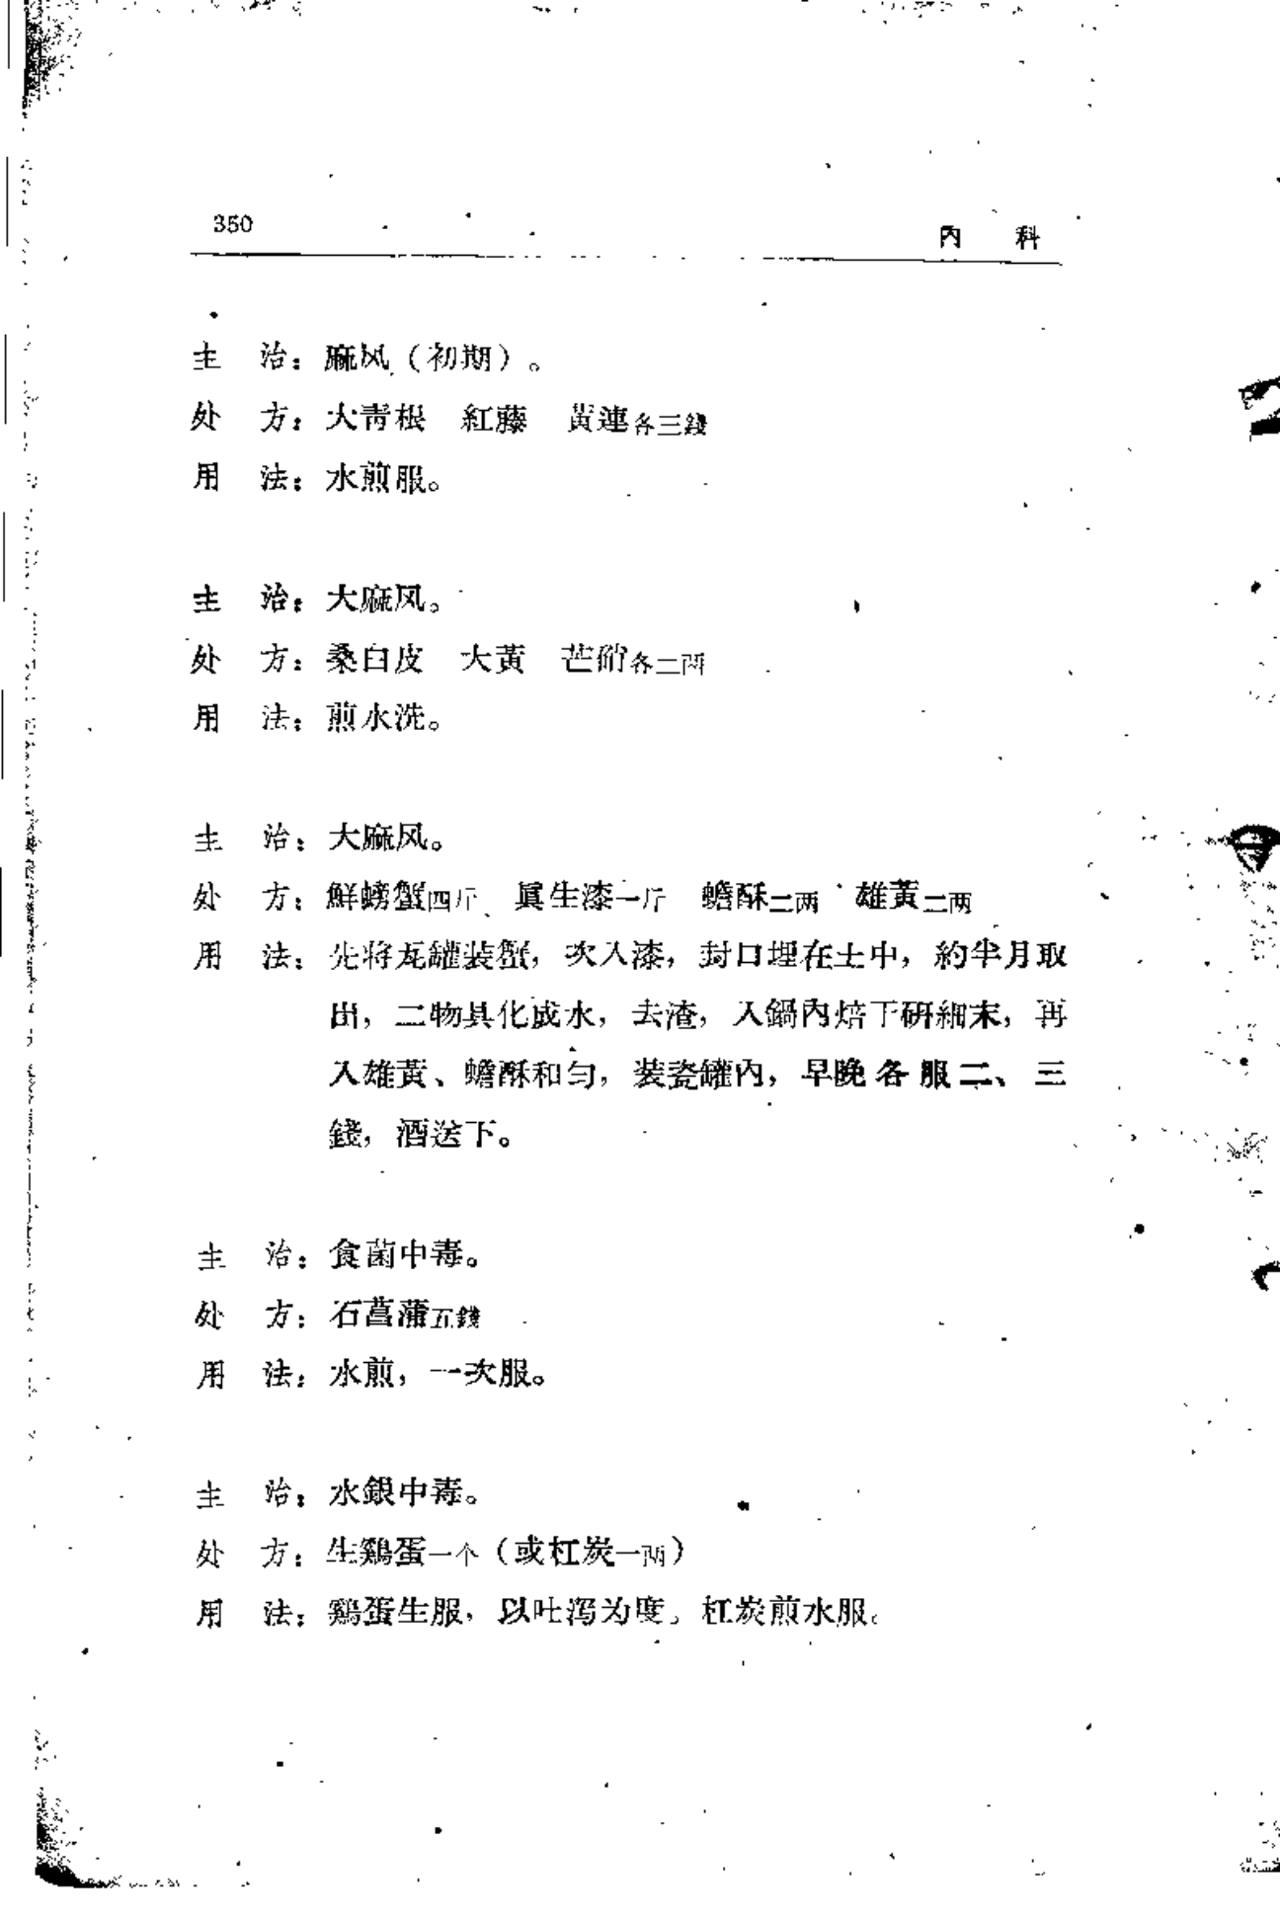 350
內 科
主 治：麻风（初期）。
处 方：大青根 紅藤 黃連各三錢
用 法：水煎服。
主 治：大麻风。
处 方：桑白皮 大黃 芒硝各二两
用 法：煎水洗。
主 治：大麻风。
处 方：鮮螃蟹四斤 眞生漆一斤 蟾酥二两 雄黃二两
用 法：先将瓦罐装蟹，次入漆，封口埋在土中，約半月取
出，二物具化成水，去渣，入鍋內焙干研細末，再
入雄黃、蟾酥和匀，装瓷罐內，早晚各服二、三
錢，酒送下。
主 治：食菌中毒。
处 方：石菖蒲五錢
用 法：水煎，一次服。
主 治：水銀中毒。
处 方：生鷄蛋一个（或杠炭一两）
用 法：鷄蛋生服，以吐泻为度。杠炭煎水服。